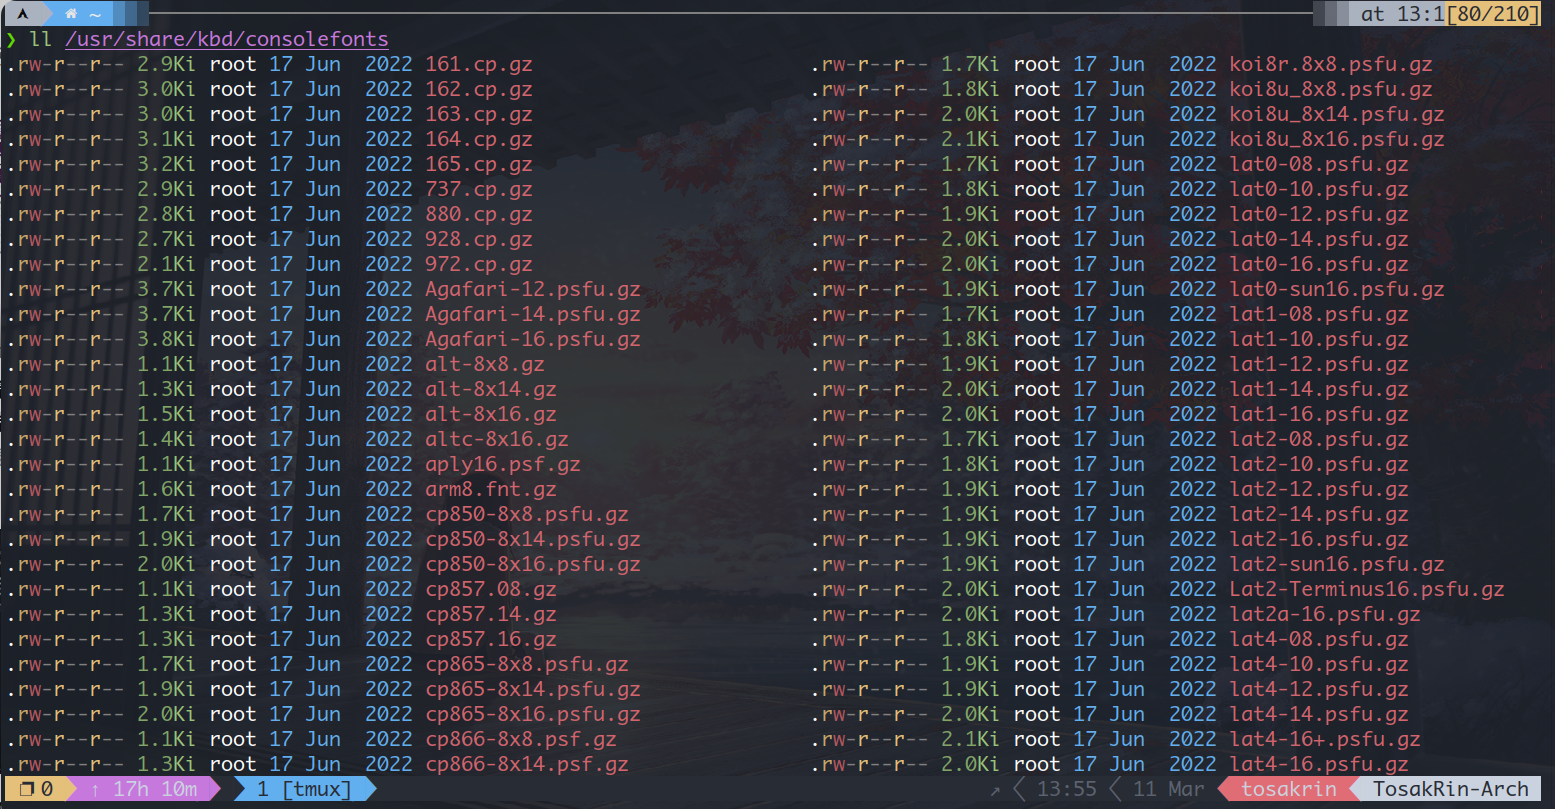 ~ at 13:1[80/210]
❯ ll /usr/share/kbd/consolefonts
.rw-r--r-- 2.9Ki root 17 Jun 2022 161.cp.gz .rw-r--r-- 1.7Ki root 17 Jun 2022 koi8r.8x8.psfu.gz
.rw-r--r-- 3.0Ki root 17 Jun 2022 162.cp.gz .rw-r--r-- 1.8Ki root 17 Jun 2022 koi8u_8x8.psfu.gz
.rw-r--r-- 3.0Ki root 17 Jun 2022 163.cp.gz .rw-r--r-- 2.0Ki root 17 Jun 2022 koi8u_8x14.psfu.gz
.rw-r--r-- 3.1Ki root 17 Jun 2022 164.cp.gz .rw-r--r-- 2.1Ki root 17 Jun 2022 koi8u_8x16.psfu.gz
.rw-r--r-- 3.2Ki root 17 Jun 2022 165.cp.gz .rw-r--r-- 1.7Ki root 17 Jun 2022 lat0-08.psfu.gz
.rw-r--r-- 2.9Ki root 17 Jun 2022 737.cp.gz .rw-r--r-- 1.8Ki root 17 Jun 2022 lat0-10.psfu.gz
.rw-r--r-- 2.8Ki root 17 Jun 2022 880.cp.gz .rw-r--r-- 1.9Ki root 17 Jun 2022 lat0-12.psfu.gz
.rw-r--r-- 2.7Ki root 17 Jun 2022 928.cp.gz .rw-r--r-- 2.0Ki root 17 Jun 2022 lat0-14.psfu.gz
.rw-r--r-- 2.1Ki root 17 Jun 2022 972.cp.gz .rw-r--r-- 2.0Ki root 17 Jun 2022 lat0-16.psfu.gz
.rw-r--r-- 3.7Ki root 17 Jun 2022 Agafari-12.psfu.gz .rw-r--r-- 1.9Ki root 17 Jun 2022 lat0-sun16.psfu.gz
.rw-r--r-- 3.7Ki root 17 Jun 2022 Agafari-14.psfu.gz .rw-r--r-- 1.7Ki root 17 Jun 2022 lat1-08.psfu.gz
.rw-r--r-- 3.8Ki root 17 Jun 2022 Agafari-16.psfu.gz .rw-r--r-- 1.8Ki root 17 Jun 2022 lat1-10.psfu.gz
.rw-r--r-- 1.1Ki root 17 Jun 2022 alt-8x8.gz .rw-r--r-- 1.9Ki root 17 Jun 2022 lat1-12.psfu.gz
.rw-r--r-- 1.3Ki root 17 Jun 2022 alt-8x14.gz .rw-r--r-- 2.0Ki root 17 Jun 2022 lat1-14.psfu.gz
.rw-r--r-- 1.5Ki root 17 Jun 2022 alt-8x16.gz .rw-r--r-- 2.0Ki root 17 Jun 2022 lat1-16.psfu.gz
.rw-r--r-- 1.4Ki root 17 Jun 2022 altc-8x16.gz .rw-r--r-- 1.7Ki root 17 Jun 2022 lat2-08.psfu.gz
.rw-r--r-- 1.1Ki root 17 Jun 2022 aply16.psf.gz .rw-r--r-- 1.8Ki root 17 Jun 2022 lat2-10.psfu.gz
.rw-r--r-- 1.6Ki root 17 Jun 2022 arm8.fnt.gz .rw-r--r-- 1.9Ki root 17 Jun 2022 lat2-12.psfu.gz
.rw-r--r-- 1.7Ki root 17 Jun 2022 cp850-8x8.psfu.gz .rw-r--r-- 1.9Ki root 17 Jun 2022 lat2-14.psfu.gz
.rw-r--r-- 1.9Ki root 17 Jun 2022 cp850-8x14.psfu.gz .rw-r--r-- 1.9Ki root 17 Jun 2022 lat2-16.psfu.gz
.rw-r--r-- 2.0Ki root 17 Jun 2022 cp850-8x16.psfu.gz .rw-r--r-- 1.9Ki root 17 Jun 2022 lat2-sun16.psfu.gz
.rw-r--r-- 1.1Ki root 17 Jun 2022 cp857.08.gz .rw-r--r-- 2.1Ki root 17 Jun 2022 Lat2-Terminus16.psfu.gz
.rw-r--r-- 1.3Ki root 17 Jun 2022 cp857.14.gz .rw-r--r-- 2.0Ki root 17 Jun 2022 lat2a-16.psfu.gz
.rw-r--r-- 1.3Ki root 17 Jun 2022 cp857.16.gz .rw-r--r-- 1.8Ki root 17 Jun 2022 lat4-08.psfu.gz
.rw-r--r-- 1.7Ki root 17 Jun 2022 cp865-8x8.psfu.gz .rw-r--r-- 1.9Ki root 17 Jun 2022 lat4-10.psfu.gz
.rw-r--r-- 1.9Ki root 17 Jun 2022 cp865-8x14.psfu.gz .rw-r--r-- 1.9Ki root 17 Jun 2022 lat4-12.psfu.gz
.rw-r--r-- 2.0Ki root 17 Jun 2022 cp865-8x16.psfu.gz .rw-r--r-- 2.0Ki root 17 Jun 2022 lat4-14.psfu.gz
.rw-r--r-- 1.1Ki root 17 Jun 2022 cp866-8x8.psf.gz .rw-r--r-- 2.1Ki root 17 Jun 2022 lat4-16+.psfu.gz
.rw-r--r-- 1.3Ki root 17 Jun 2022 cp866-8x14.psf.gz .rw-r--r-- 2.0Ki root 17 Jun 2022 lat4-16.psfu.gz
❐ 0 ↑ 17h 10m 1 [tmux] ↗ 13:55 11 Mar tosakrin TosakRin-Arch